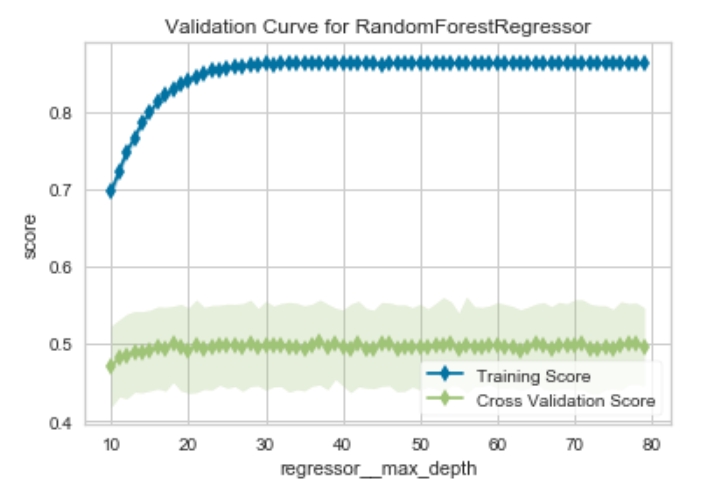 Validation Curve for RandomForestRegressor
score
0.8
0.7
0.6
0.5
0.4
Training Score
Cross Validation Score
10 20 30 40 50 60 70 80
regressor__max_depth